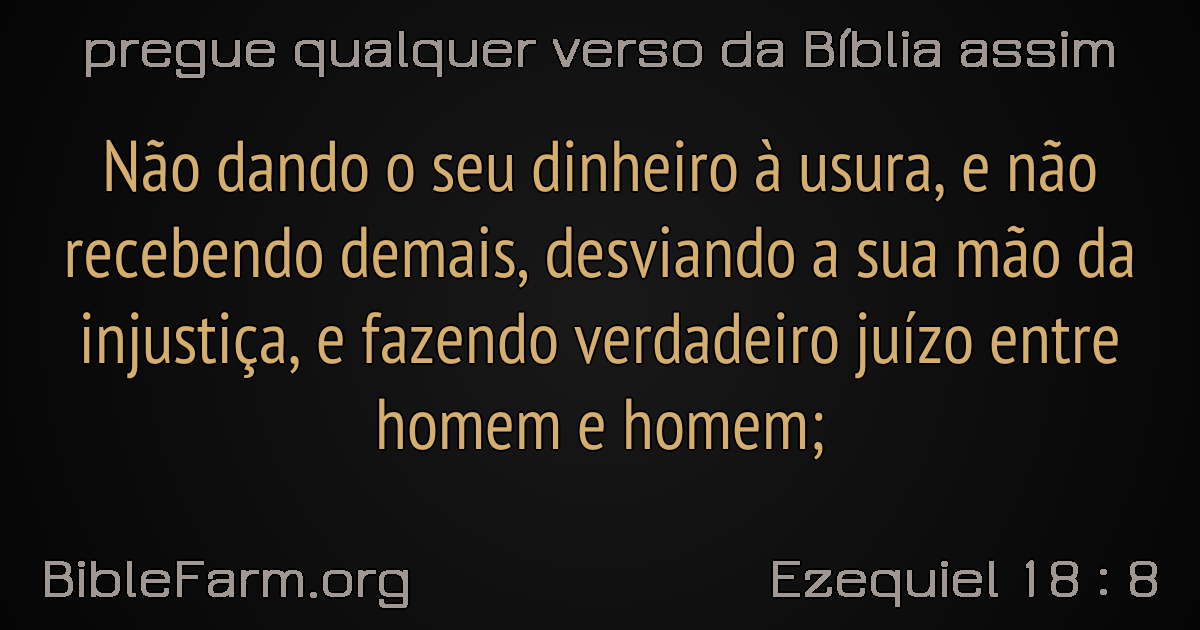 pregue qualquer verso da Bíblia assim
Não dando o seu dinheiro à usura, e não
recebendo demais, desviando a sua mão da
injustiça, e fazendo verdadeiro juízo entre
homem e homem;
BibleFarm.org
Ezequiel 18 : 8